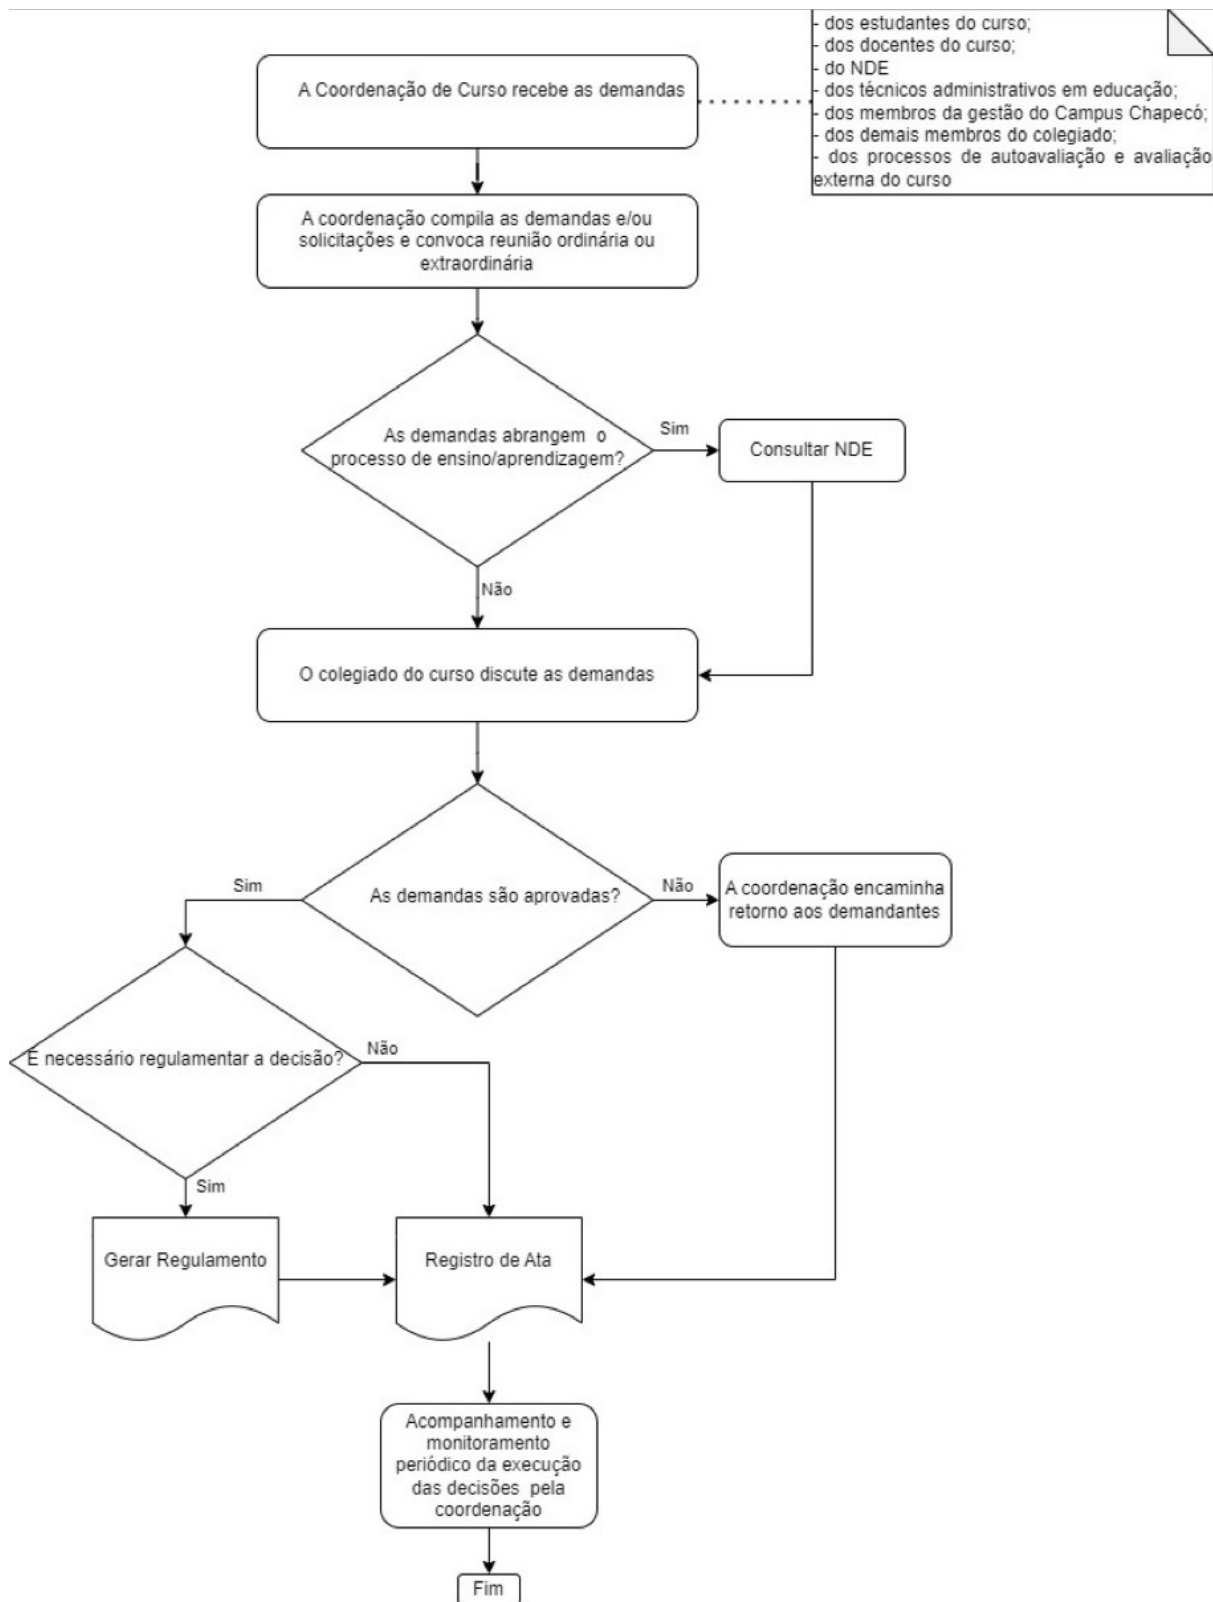 - dos estudantes do curso;
- dos docentes do curso;
- do NDE
- dos técnicos administrativos em educação;
- dos membros da gestão do Campus Chapecó;
- dos demais membros do colegiado;
- dos processos de autoavaliação e avaliação
externa do curso
A Coordenação de Curso recebe as demandas
A coordenação compila as demandas e/ou
solicitações e convoca reunião ordinária ou
extraordinária
As demandas abrangem o
processo de ensino/aprendizagem?
Sim
Consultar NDE
Não
O colegiado do curso discute as demandas
As demandas são aprovadas?
Sim
Não
A coordenação encaminha
retorno aos demandantes
É necessário regulamentar a decisão?
Não
Sim
Gerar Regulamento
Registro de Ata
Acompanhamento e
monitoramento
periódico da execução
das decisões pela
coordenação
Fim